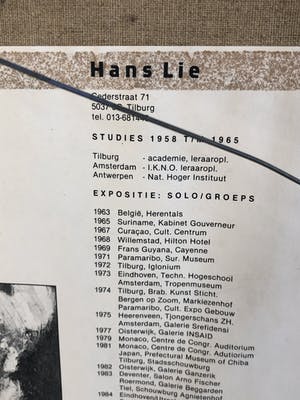 Hans Lie
Cederstraat 71
Tilburg
tel. 013-
STUDIES 1958 T/M 1965
Tilburg - academie, leraaropl.
Amsterdam - I.K.N.O. leraaropl.
Antwerpen - Nat. Hoger Instituut
EXPOSITIE: SOLO/GROEPS
1963 België, Herentals
1965 Suriname, Kabinet Gouverneur
1967 Curaçao, Cult. Centrum
1968 Willemstad, Hilton Hotel
1969 Frans Guyana, Cayenne
1971 Paramaribo, Sur. Museum
1972 Tilburg, Iglonium
1973 Eindhoven, Techn. Hogeschool
Amsterdam, Tropenmuseum
1974 Tilburg, Brab. Kunst Sticht.
Bergen op Zoom, Markiezenhof
Paramaribo, Cult. Expo Gebouw
1975 Heerenveen, Tjongerschans ZH.
Amsterdam, Galerie Srefidensi
1977 Oisterwijk, Galerie INSAID
1979 Monaco, Centre de Congr. Auditorium
1981 Monaco, Centre de Congr. Adutiorium
Japan, Prefectural Museum of Chiba
Tilburg, Stadsschouwburg
1982 Oisterwijk, Galerie Ganzerik
1983 Deventer, Salon Arno Fischer
Roermond, Galerie Beggarden
Tiel, Schouwburg Agnietenhof
1984